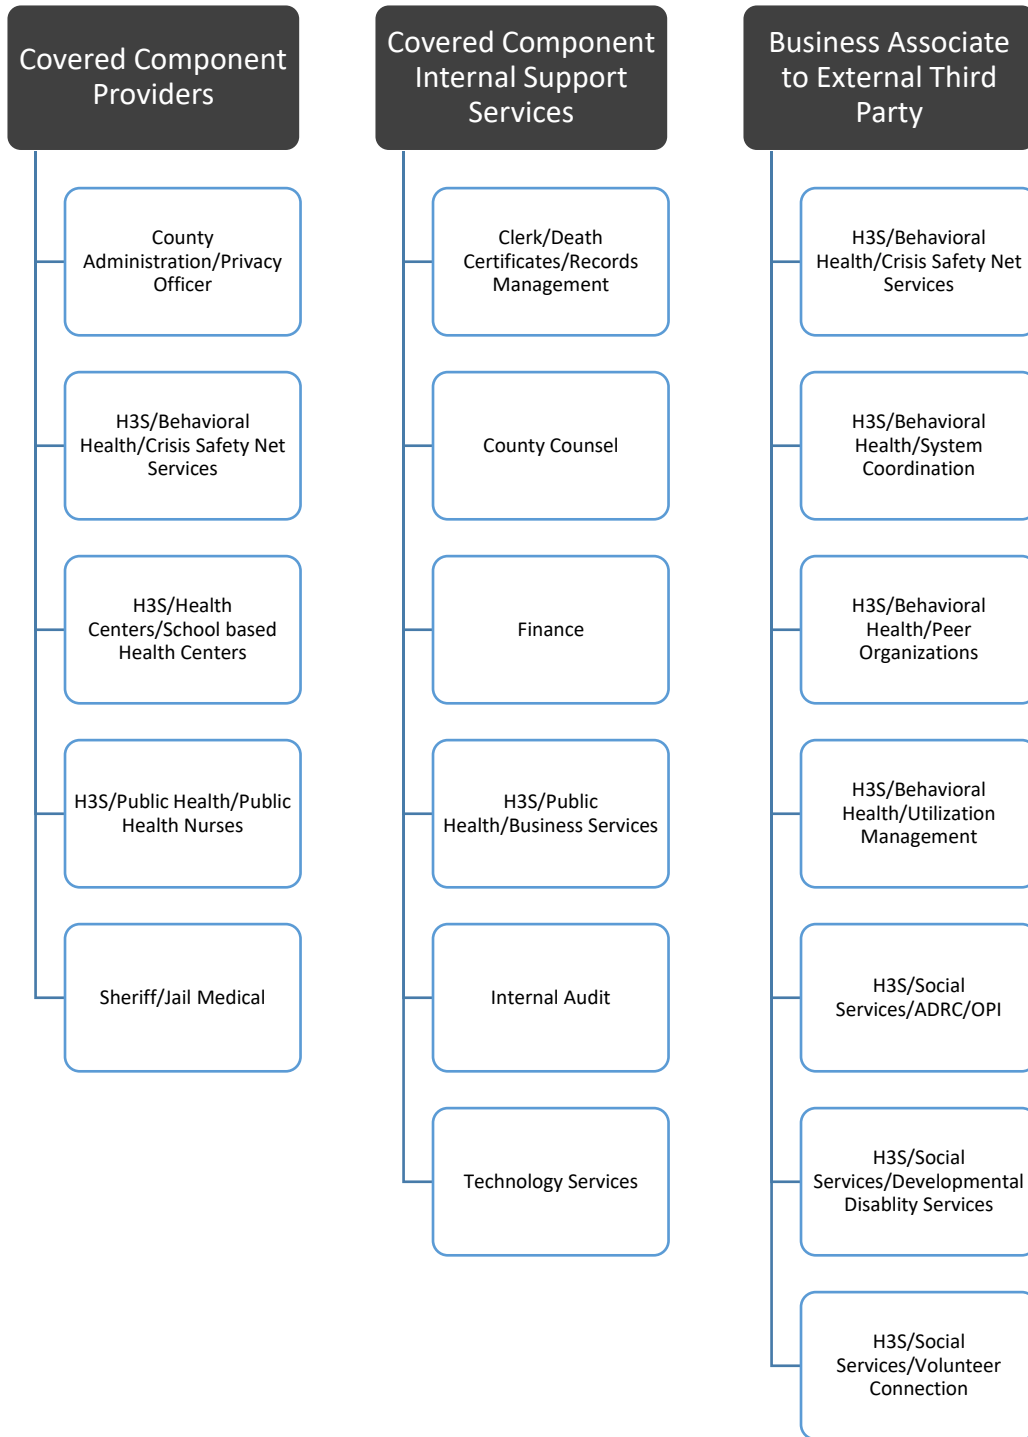 Covered Component
Providers
County
Administration/Privacy
Officer
H3S/Behavioral
Health/Crisis Safety Net
Services
H3S/Health
Centers/School based
Health Centers
H3S/Public Health/Public
Health Nurses
Sheriff/Jail Medical
Covered Component
Internal Support
Services
Clerk/Death
Certificates/Records
Management
County Counsel
Finance
H3S/Public
Health/Business Services
Internal Audit
Technology Services
Business Associate
to External Third
Party
H3S/Behavioral
Health/Crisis Safety Net
Services
H3S/Behavioral
Health/System
Coordination
H3S/Behavioral
Health/Peer
Organizations
H3S/Behavioral
Health/Utilization
Management
H3S/Social
Services/ADRC/OPI
H3S/Social
Services/Developmental
Disablity Services
H3S/Social
Services/Volunteer
Connection